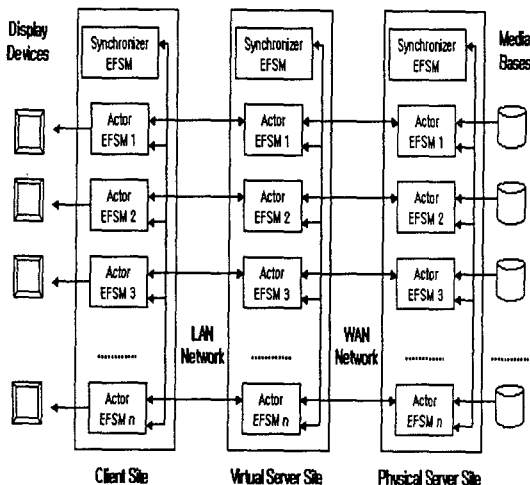 Display
Devices
Synchronizer
EFSM
Synchronizer
EFSM
Synchronizer
EFSM
Media
Bases
Actor
EFSM 1
Actor
EFSM 1
Actor
EFSM 1
Actor
EFSM 2
Actor
EFSM 2
Actor
EFSM 2
Actor
EFSM 3
Actor
EFSM 3
Actor
EFSM 3
LAN
Network
WAN
Network
Actor
EFSM n
Actor
EFSM n
Actor
EFSM n
Client Site
Virtual Server Site
Physical Server Site